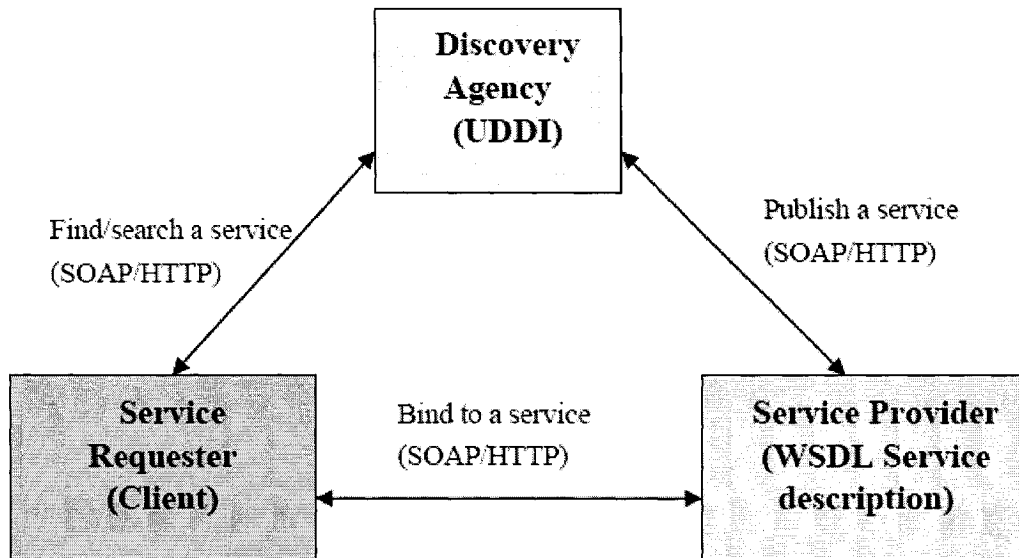 Discovery
Agency
(UDDI)
Find/search a service
(SOAP/HTTP)
Publish a service
(SOAP/HTTP)
Service
Requester
(Client)
Bind to a service
(SOAP/HTTP)
Service Provider
(WSDL Service
description)